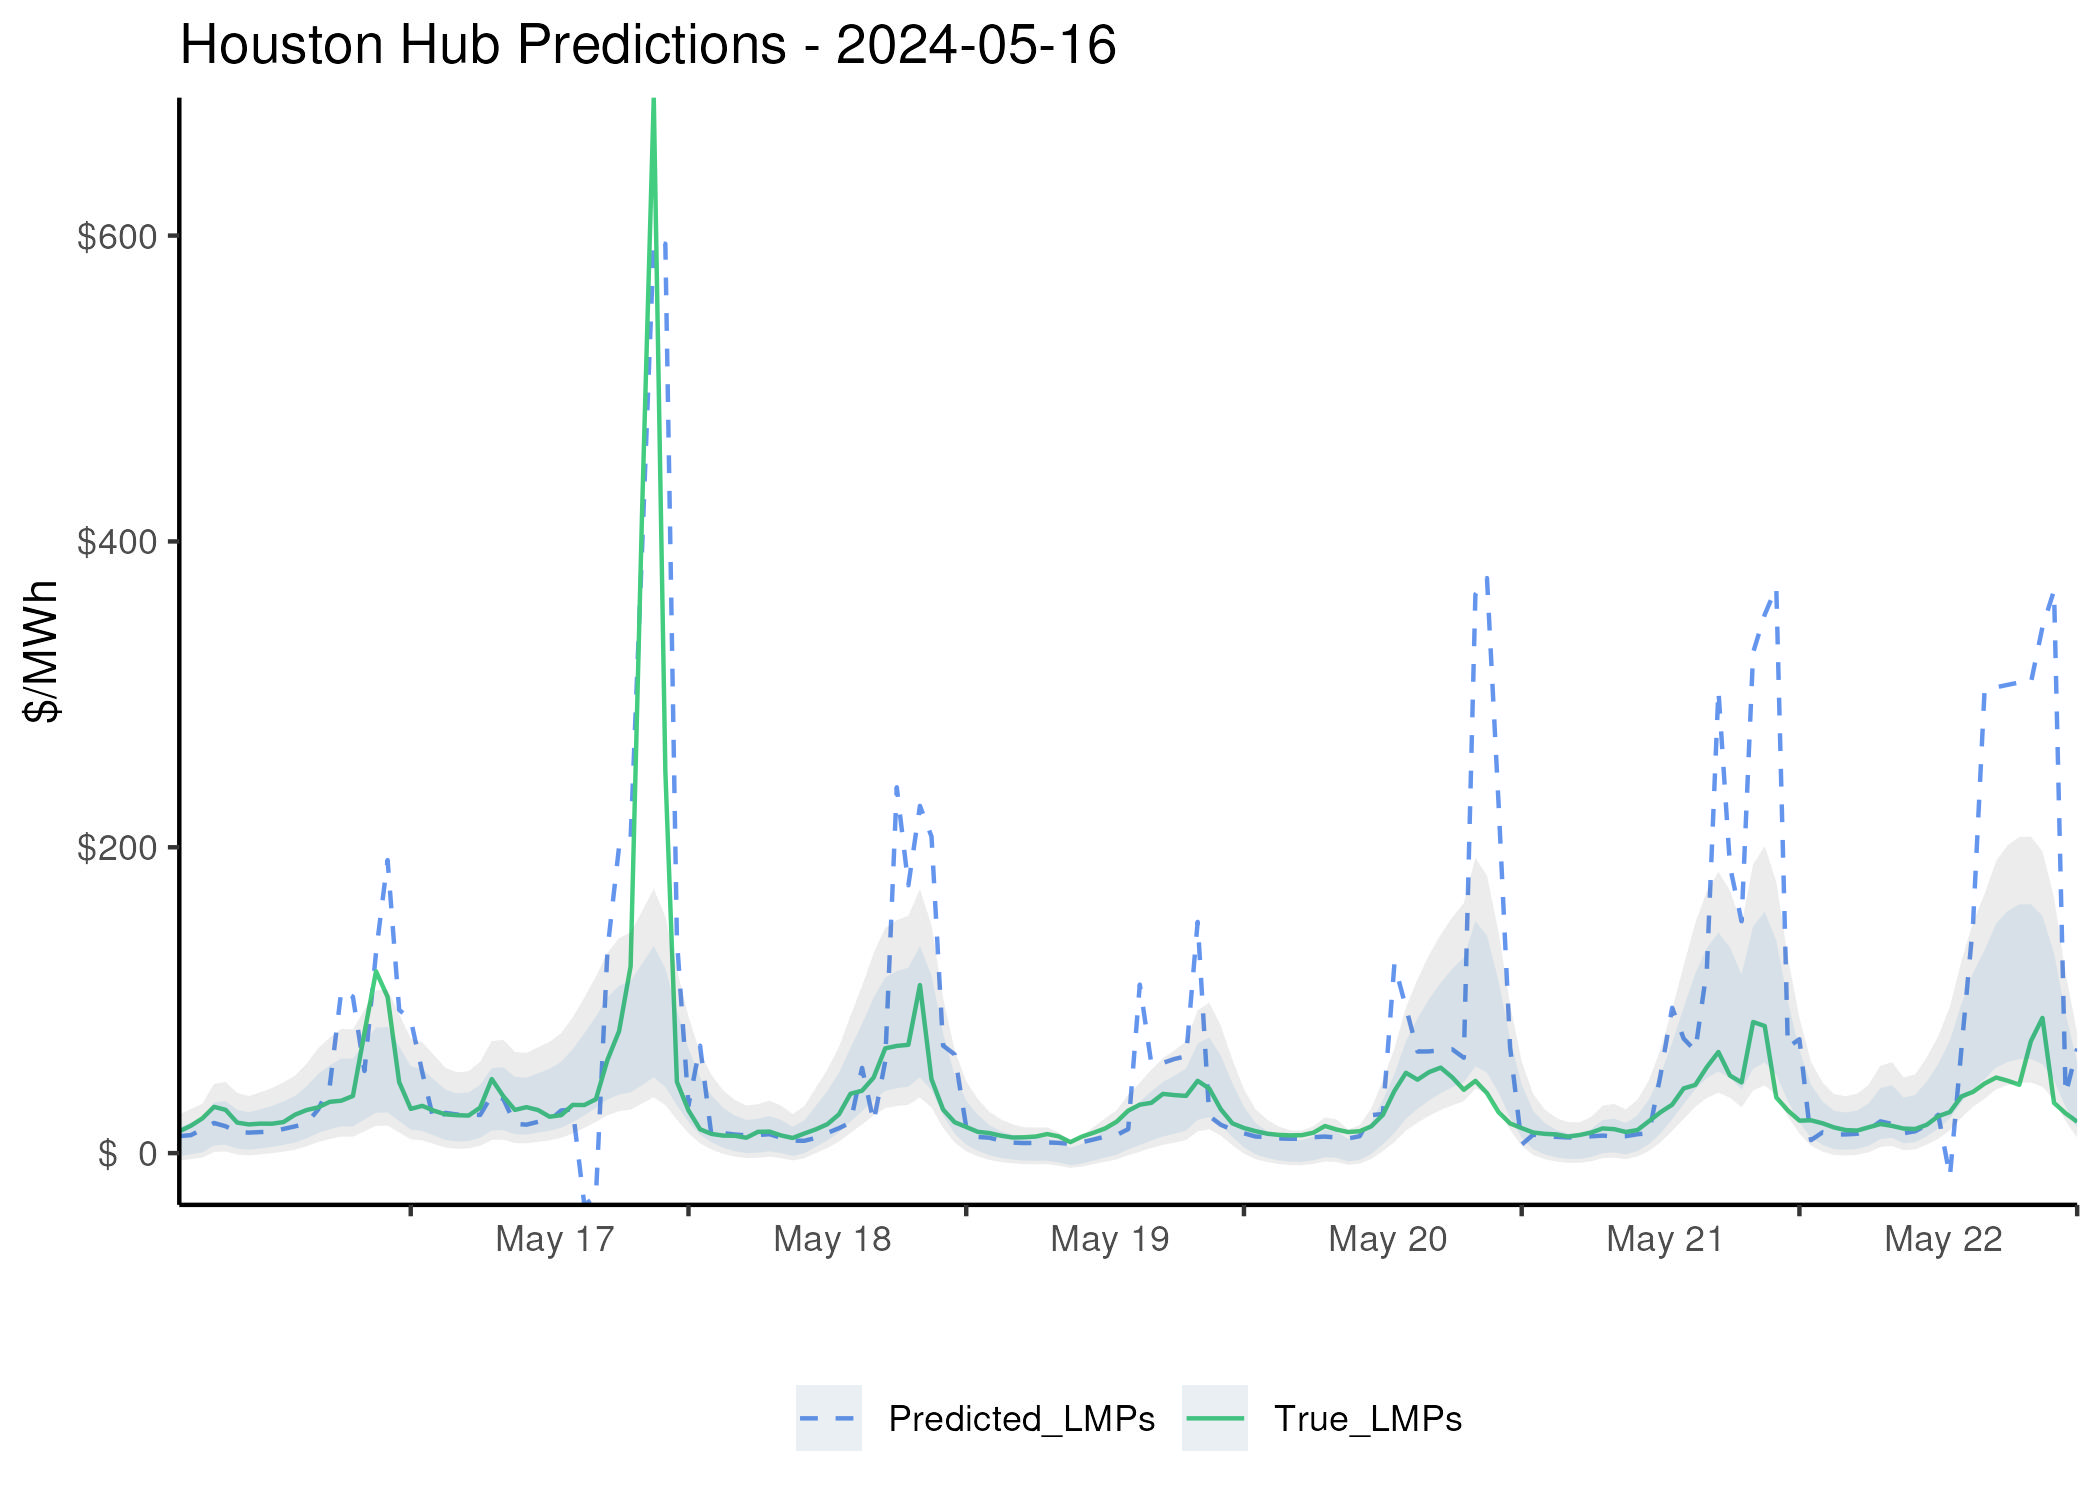 Houston Hub Predictions - 2024-05-16
$/MWh
$600
$400
$200
$ 0
May 17 May 18 May 19 May 20 May 21 May 22
Predicted_LMPs True_LMPs